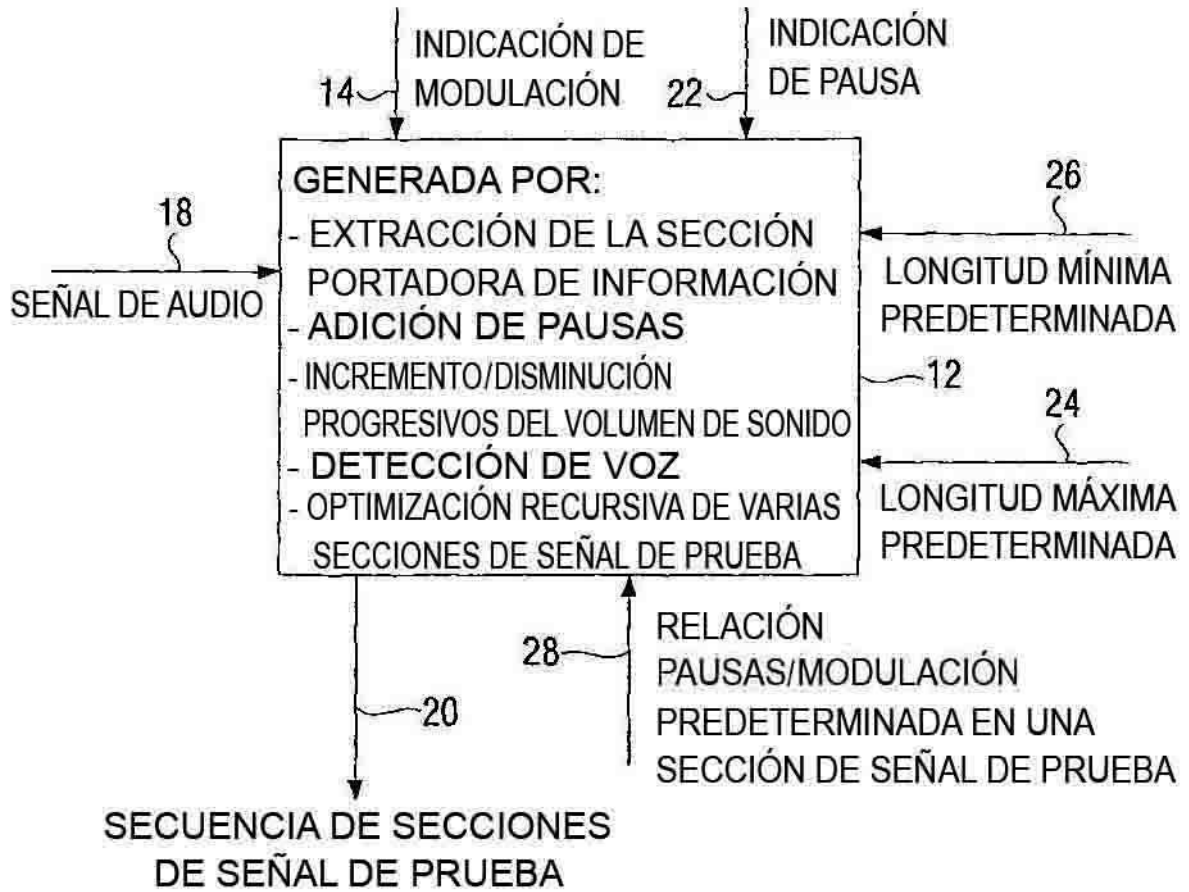 INDICACIÓN DE
MODULACIÓN
14
INDICACIÓN
DE PAUSA
22
18
SEÑAL DE AUDIO
GENERADA POR:
- EXTRACCIÓN DE LA SECCIÓN
PORTADORA DE INFORMACIÓN
- ADICIÓN DE PAUSAS
- INCREMENTO/DISMINUCIÓN
PROGRESIVOS DEL VOLUMEN DE SONIDO
- DETECCIÓN DE VOZ
- OPTIMIZACIÓN RECURSIVA DE VARIAS
SECCIONES DE SEÑAL DE PRUEBA
26
LONGITUD MÍNIMA
PREDETERMINADA
12
24
LONGITUD MÁXIMA
PREDETERMINADA
28
RELACIÓN
PAUSAS/MODULACIÓN
PREDETERMINADA EN UNA
SECCIÓN DE SEÑAL DE PRUEBA
20
SECUENCIA DE SECCIONES
DE SEÑAL DE PRUEBA